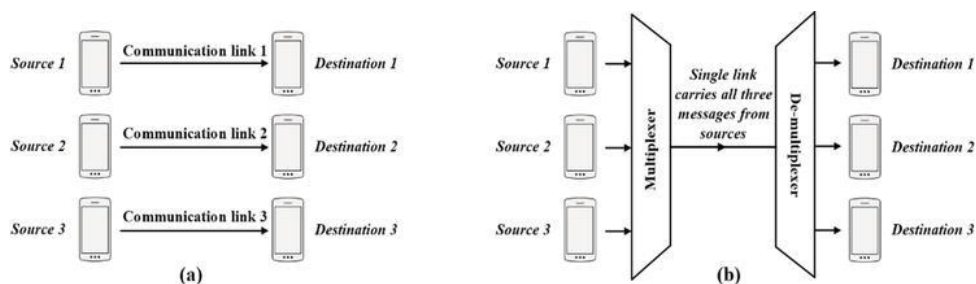 Communication link 1
Source 1
Destination 1
Communication link 2
Source 2
Destination 2
Communication link 3
Source 3
Destination 3
(a)
Source 1
Source 2
Source 3
Multiplexer
Single link
carries all three
messages from
sources
De-multiplexer
Destination 1
Destination 2
Destination 3
(b)